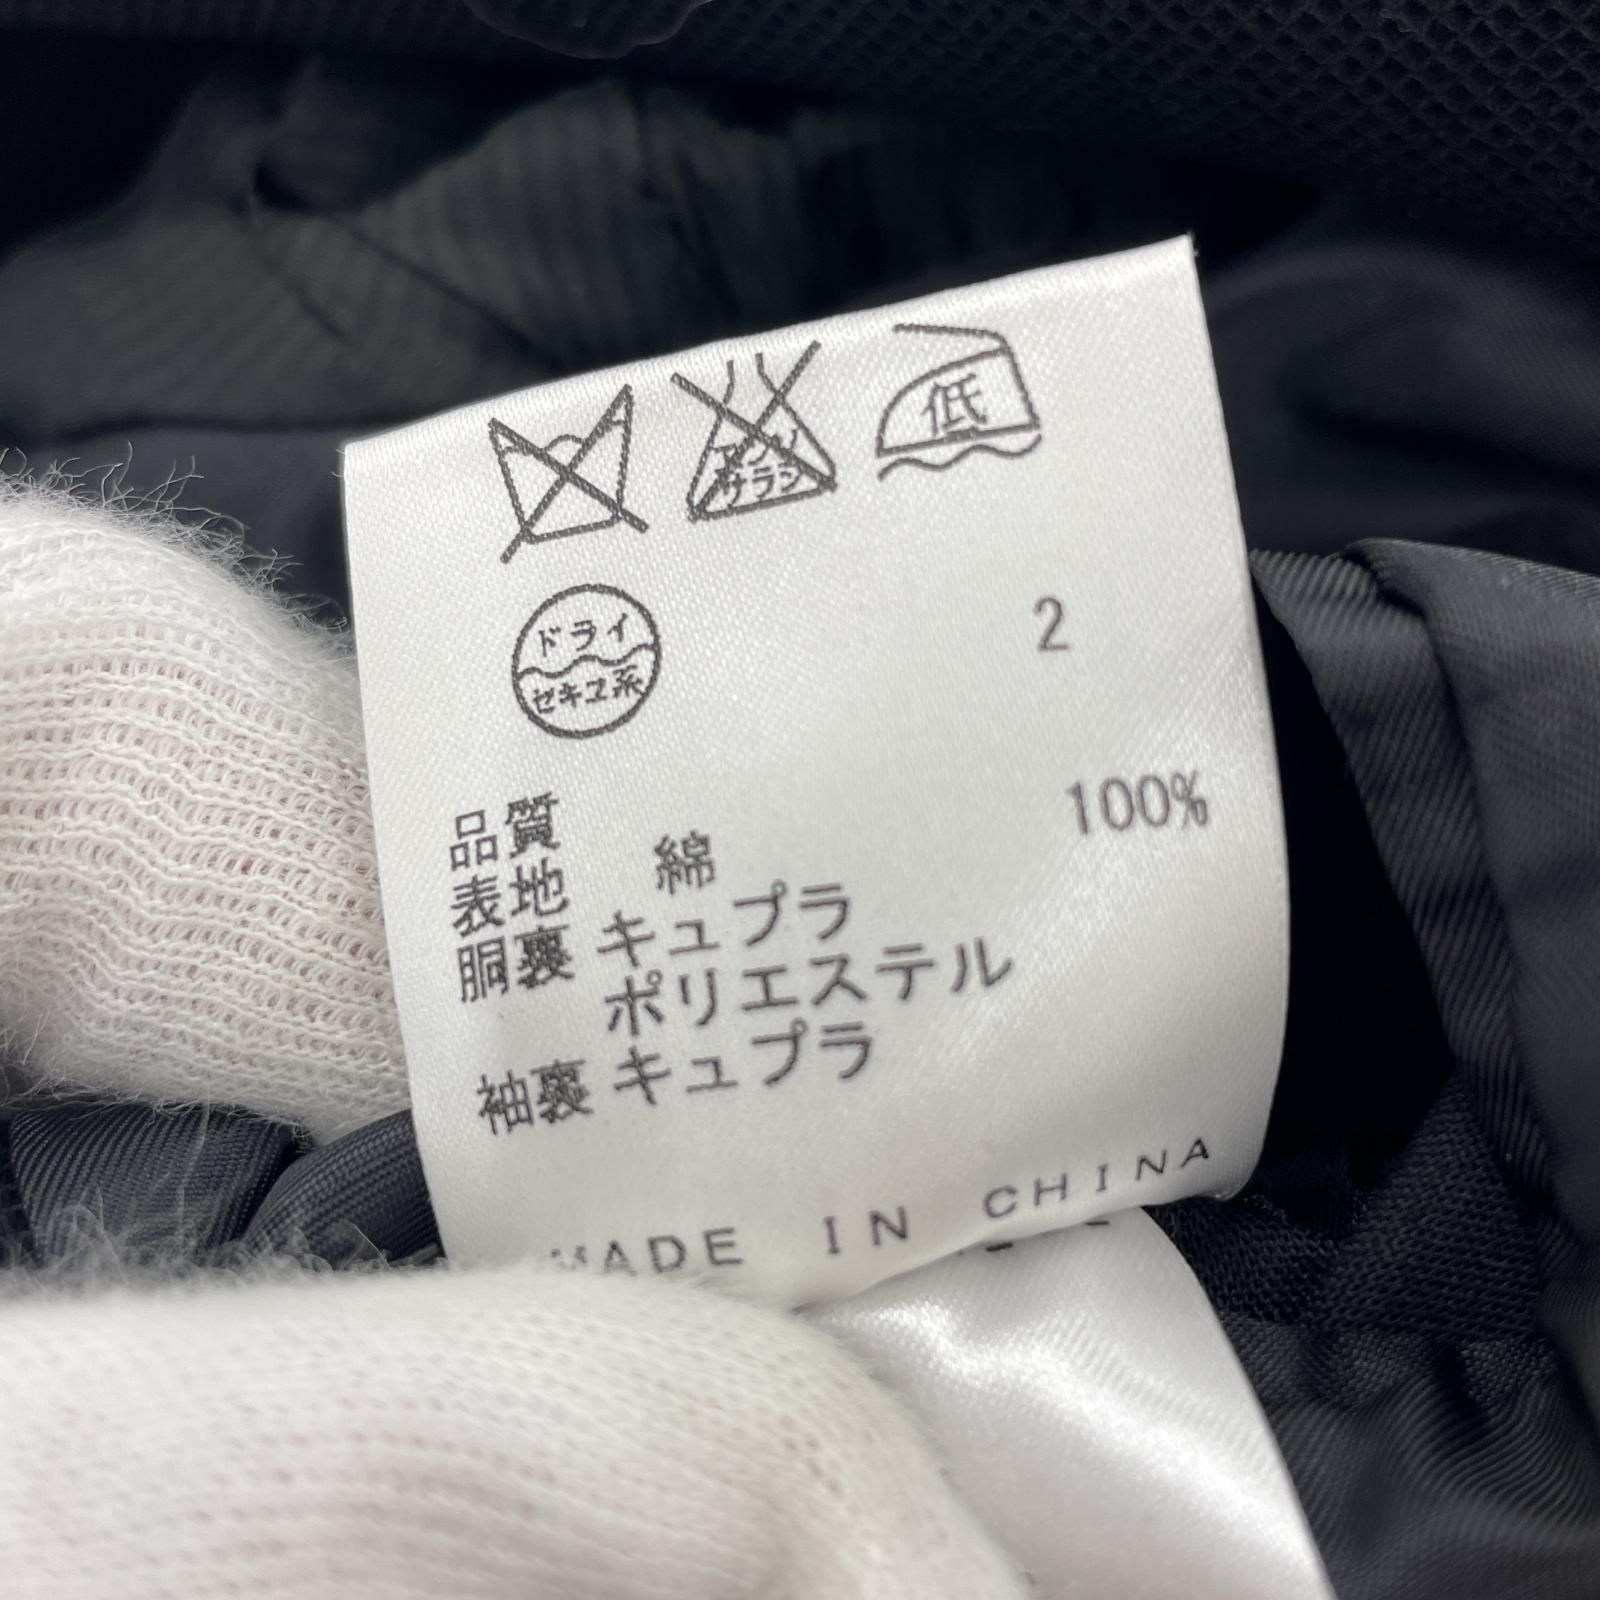 エンソ
サラシ
低
ドライ
セキユ系
2
品質
表地 綿 100%
胴裏 キュプラ
ポリエステル
袖裏 キュプラ
MADE IN CHINA